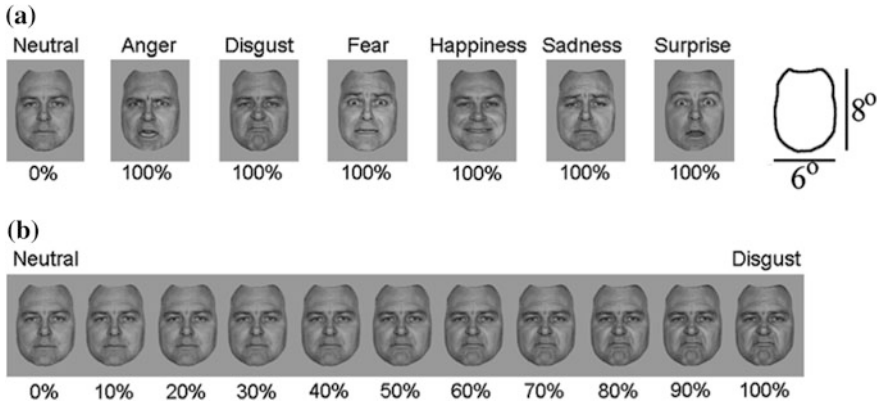 (a)
Neutral Anger Disgust Fear Happiness Sadness Surprise
0% 100% 100% 100% 100% 100% 100%
8°
6°
(b)
Neutral Disgust
0% 10% 20% 30% 40% 50% 60% 70% 80% 90% 100%